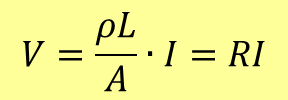 V = ρL/A · I = RI